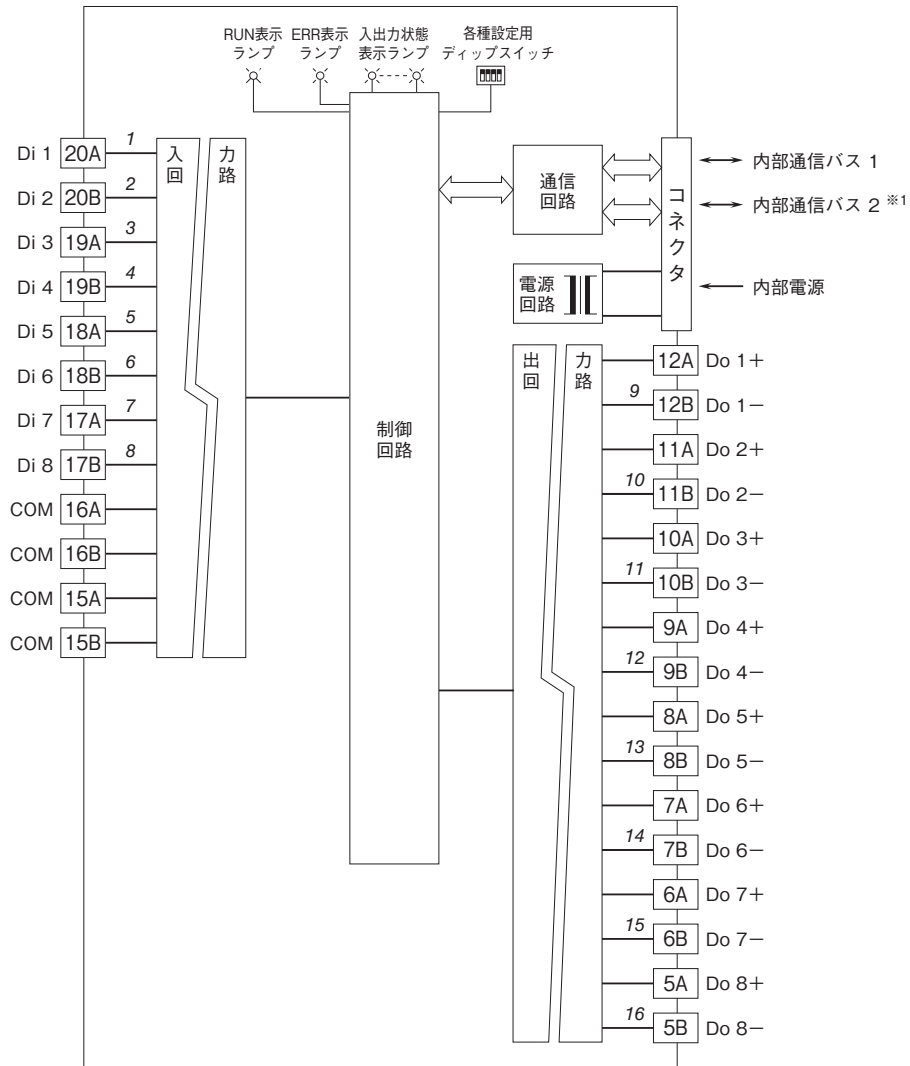 RUN表示 ERR表示 入出力状態 各種設定用
ランプ ランプ 表示ランプ ディップスイッチ
Di 1 20A 1
Di 2 20B 2
Di 3 19A 3
Di 4 19B 4
Di 5 18A 5
Di 6 18B 6
Di 7 17A 7
Di 8 17B 8
COM 16A
COM 16B
COM 15A
COM 15B
入力
回路
制御
回路
通信
回路
電源
回路
コネクタ
内部通信バス 1
内部通信バス 2 ※1
内部電源
出力
回路
12A Do 1+
9 12B Do 1−
11A Do 2+
10 11B Do 2−
10A Do 3+
11 10B Do 3−
9A Do 4+
12 9B Do 4−
8A Do 5+
13 8B Do 5−
7A Do 6+
14 7B Do 6−
6A Do 7+
15 6B Do 7−
5A Do 8+
16 5B Do 8−